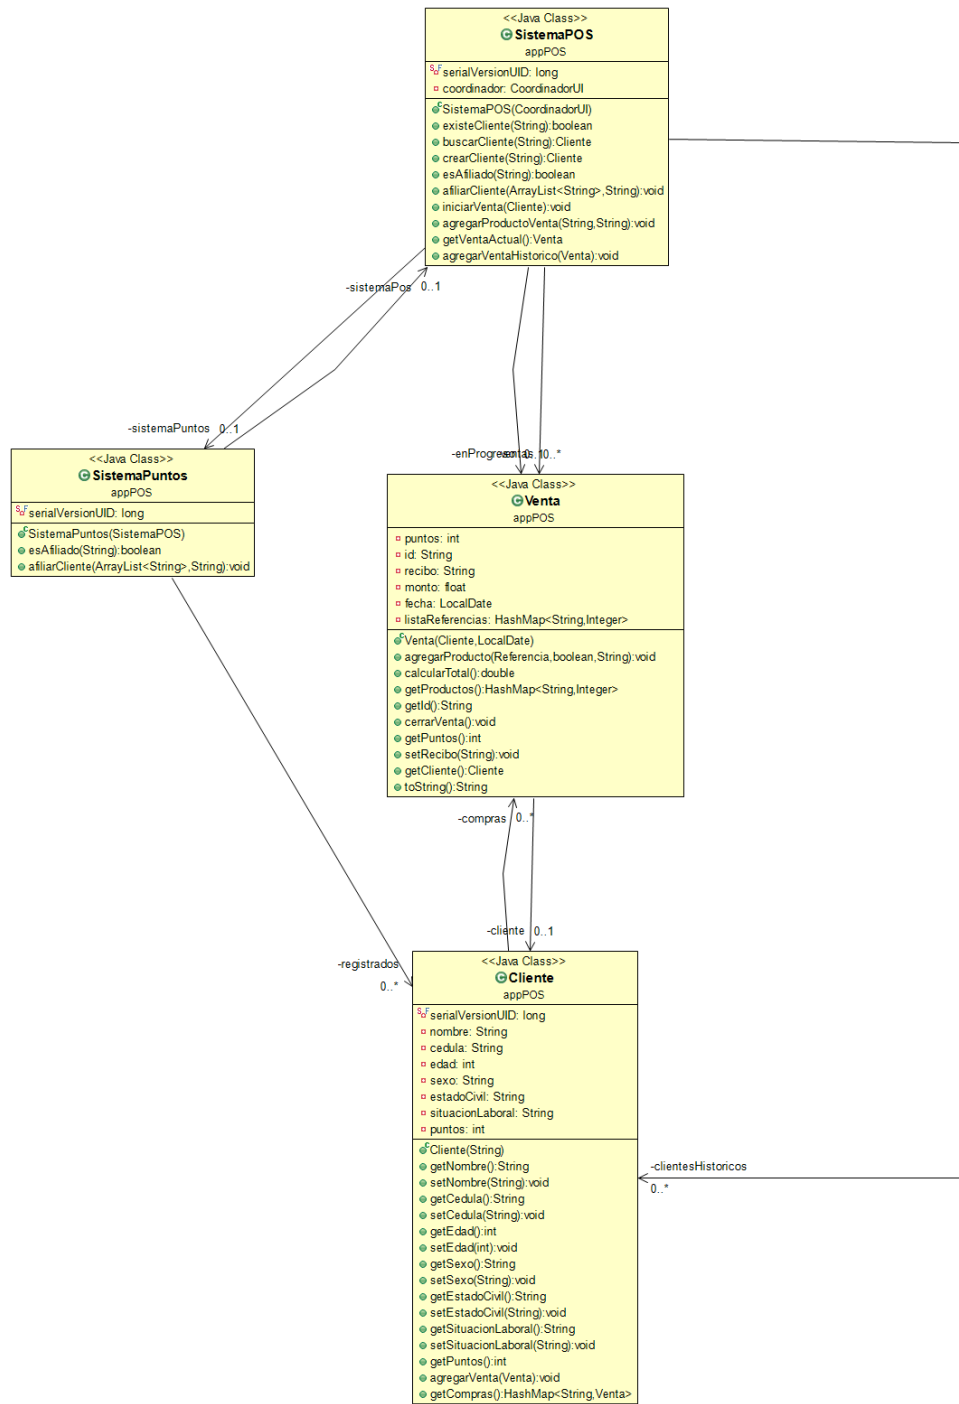 <<Java Class>>
SistemaPOS
appPOS
serialVersionUID: long
coordinador: CoordinadorUI
SistemaPOS(CoordinadorUI)
existeCliente(String):boolean
buscarCliente(String):Cliente
crearCliente(String):Cliente
esAfiliado(String):boolean
afiliarCliente(ArrayList<String>,String):void
iniciarVenta(Cliente):void
agregarProductoVenta(String,String):void
getVentaActual():Venta
agregarVentaHistorico(Venta):void
-sistemaPos 0..1
-sistemaPuntos 0..1
<<Java Class>>
SistemaPuntos
appPOS
serialVersionUID: long
SistemaPuntos(SistemaPOS)
esAfiliado(String):boolean
afiliarCliente(ArrayList<String>,String):void
-enProgreso 0..1
-ventas 0..*
<<Java Class>>
Venta
appPOS
puntos: int
id: String
recibo: String
monto: float
fecha: LocalDate
listaReferencias: HashMap<String,Integer>
Venta(Cliente,LocalDate)
agregarProducto(Referencia,boolean,String):void
calcularTotal():double
getProductos():HashMap<String,Integer>
getId():String
cerrarVenta():void
getPuntos():int
setRecibo(String):void
getCliente():Cliente
toString():String
-compras 0..*
-cliente 0..1
-registrados
0..*
<<Java Class>>
Cliente
appPOS
serialVersionUID: long
nombre: String
cedula: String
edad: int
sexo: String
estadoCivil: String
situacionLaboral: String
puntos: int
Cliente(String)
getNombre():String
setNombre(String):void
getCedula():String
setCedula(String):void
getEdad():int
setEdad(int):void
getSexo():String
setSexo(String):void
getEstadoCivil():String
setEstadoCivil(String):void
getSituacionLaboral():String
setSituacionLaboral(String):void
getPuntos():int
agregarVenta(Venta):void
getCompras():HashMap<String,Venta>
-clientesHistoricos
0..*